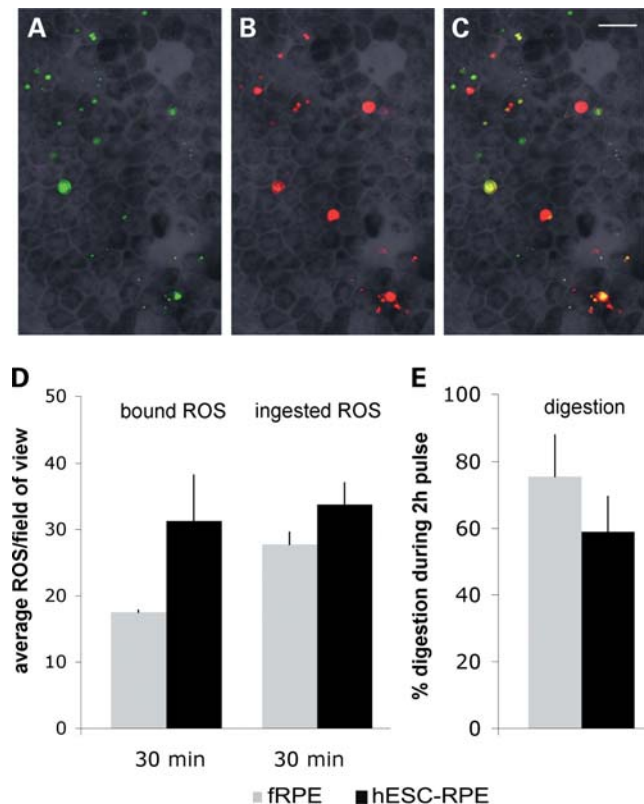 A B C
D
50
40
30
20
10
0
average ROS/field of view
bound ROS ingested ROS
30 min 30 min
E
100
80
60
40
20
0
% digestion during 2h pulse
digestion
fRPE hESC-RPE